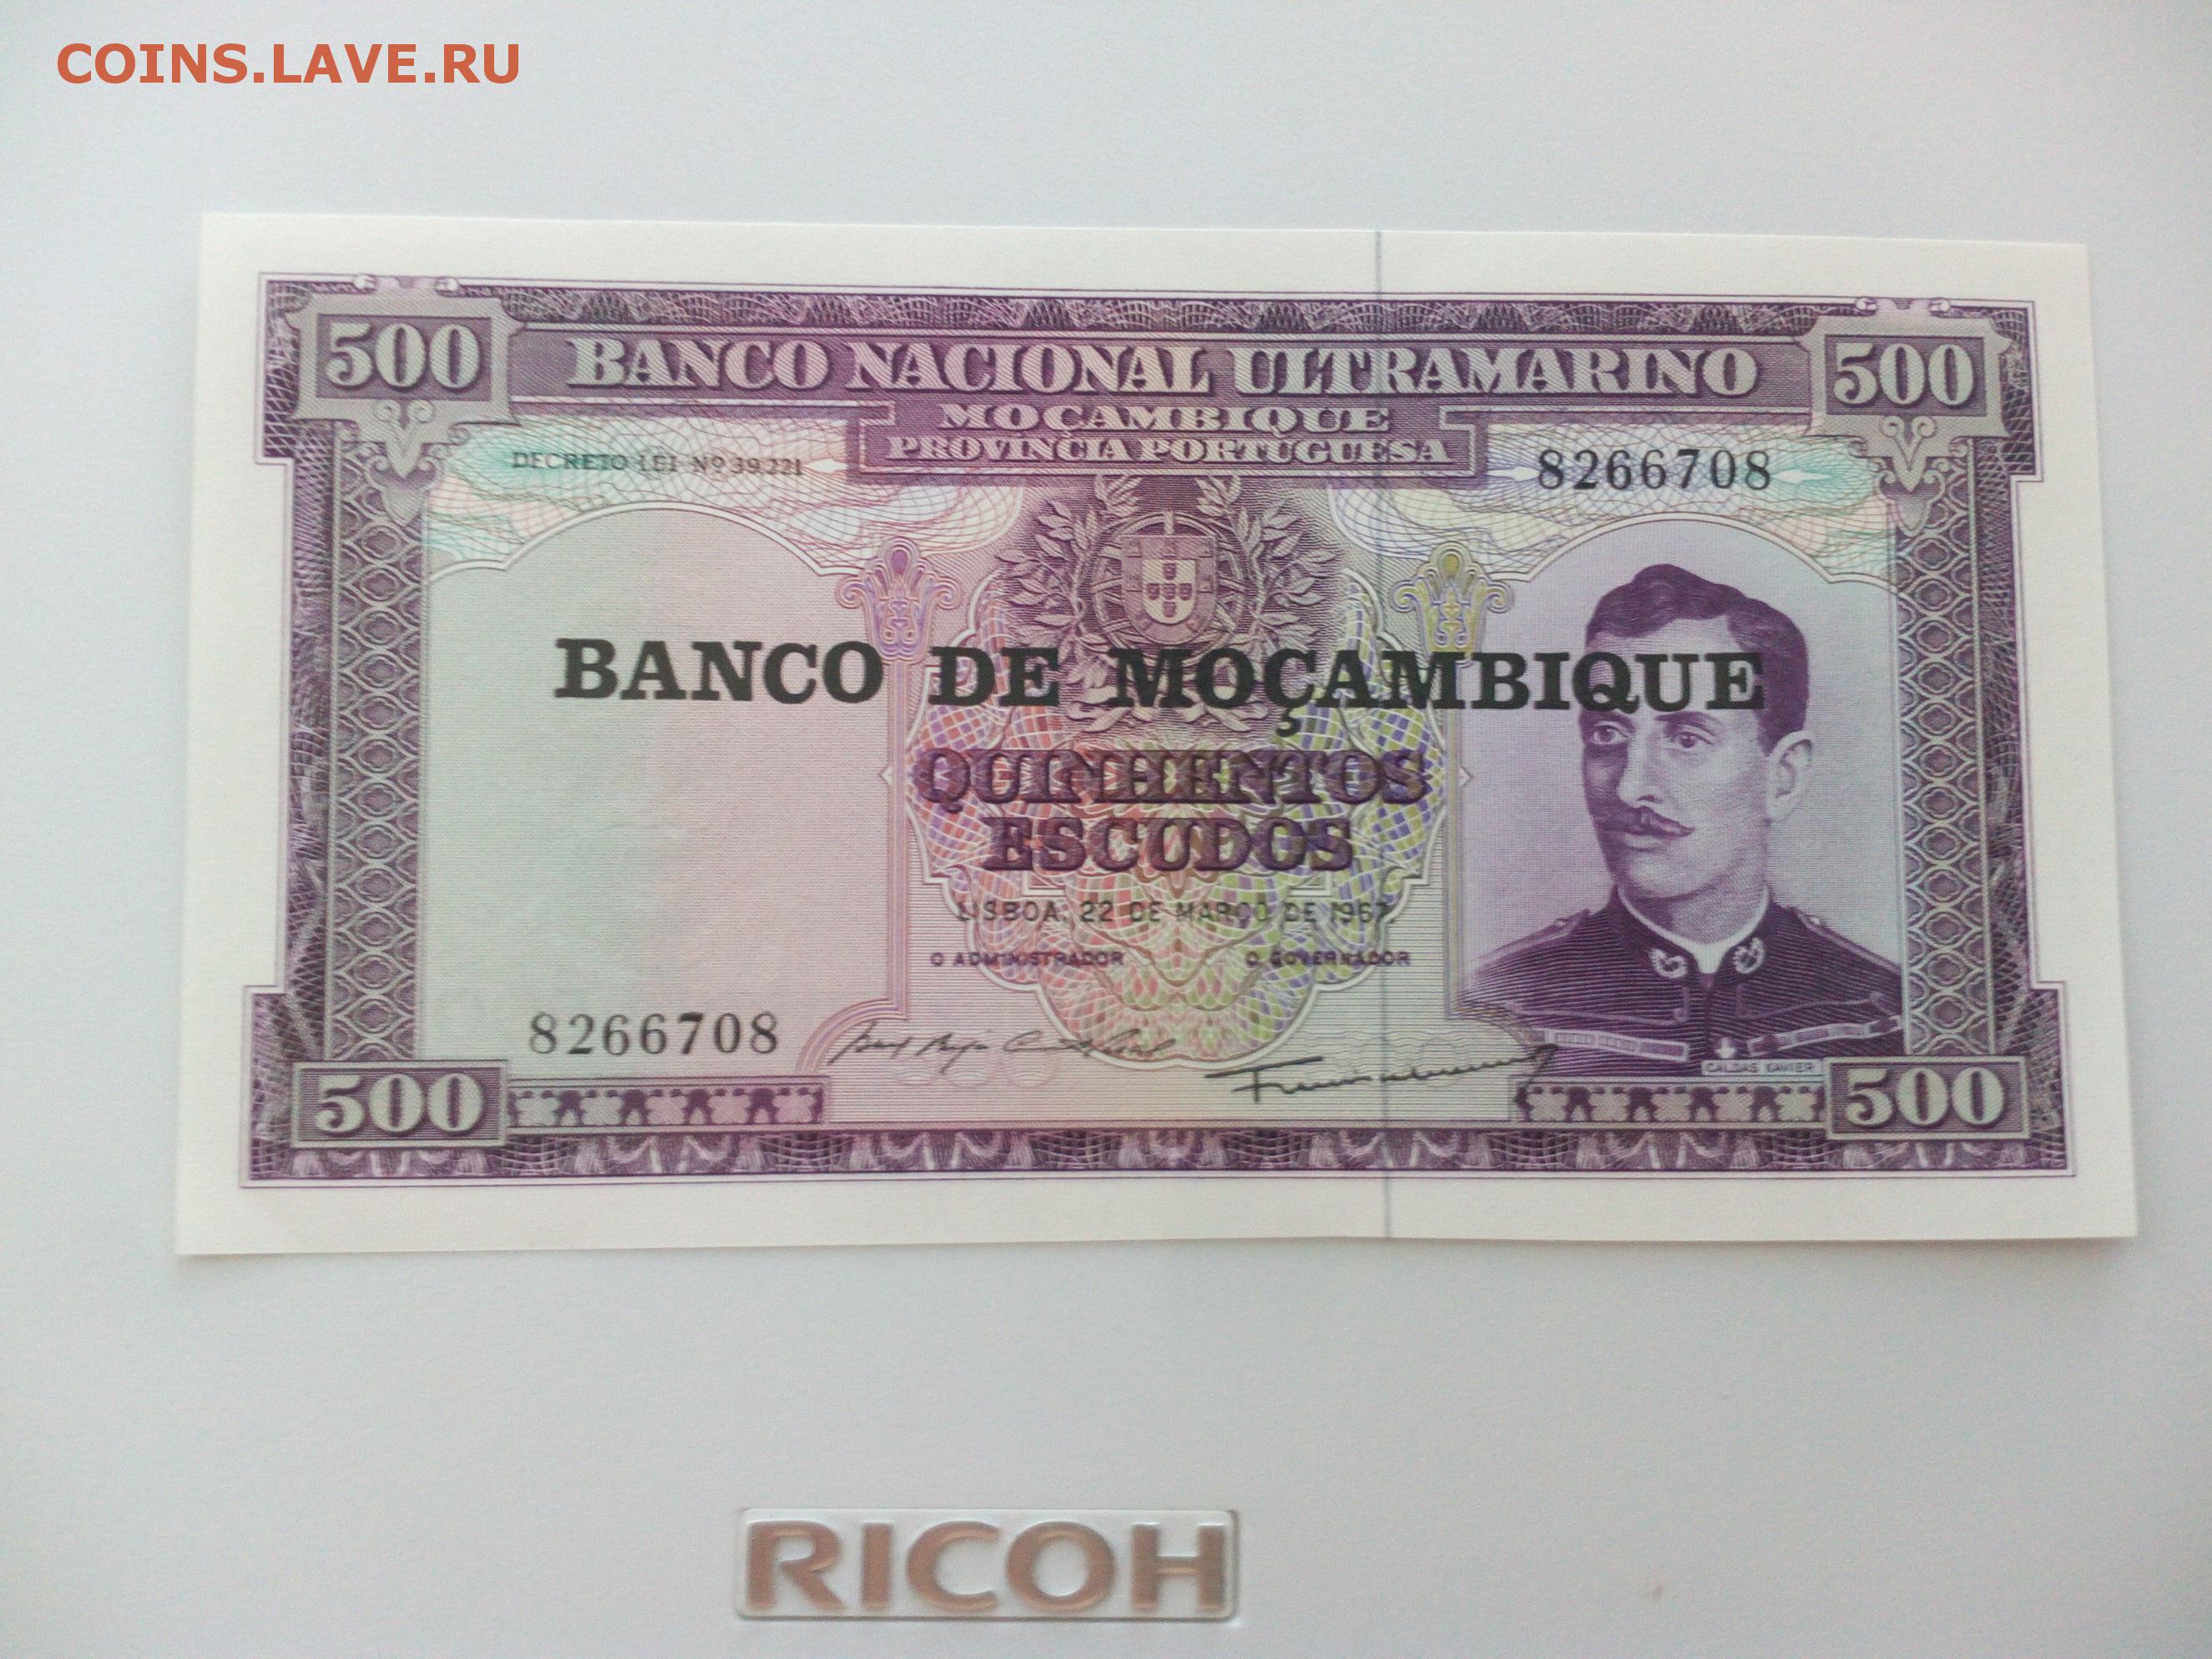 COINS.LAVE.RU
500 BANCO NACIONAL ULTRAMARINO 500
MOÇAMBIQUE
PROVINCIA PORTUGUESA
DECRETO-LEI Nº 39.221
8266708
BANCO DE MOÇAMBIQUE
QUINHENTOS
ESCUDOS
LISBOA, 22 DE MARÇO DE 1967
O ADMINISTRADOR O GOVERNADOR
8266708
CALDAS XAVIER
500 500
RICOH